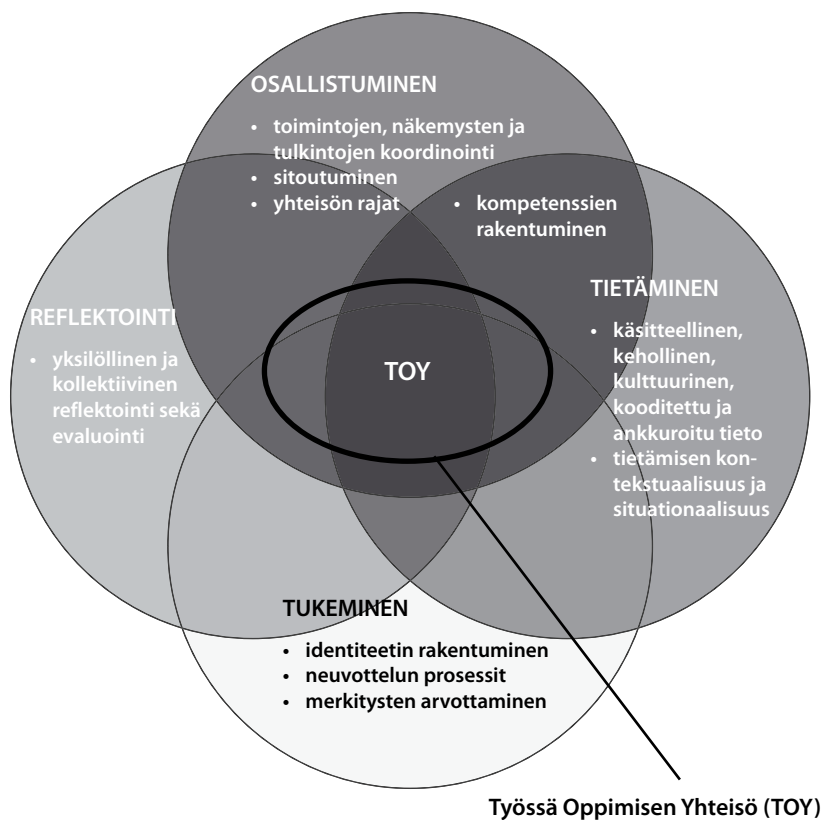 OSALLISTUMINEN
• toimintojen, näkemysten ja
tulkintojen koordinointi
• sitoutuminen
• yhteisön rajat
• kompetenssien
rakentuminen
TIETÄMINEN
• käsitteellinen,
kehollinen,
kulttuurinen,
kooditettu ja
ankkuroitu tieto
• tietämisen kon-
tekstuaalisuus ja
situationaalisuus
REFLEKTOINTI
• yksilöllinen ja
kollektiivinen
reflektointi sekä
evaluointi
TOY
TUKEMINEN
• identiteetin rakentuminen
• neuvottelun prosessit
• merkitysten arvottaminen
Työssä Oppimisen Yhteisö (TOY)